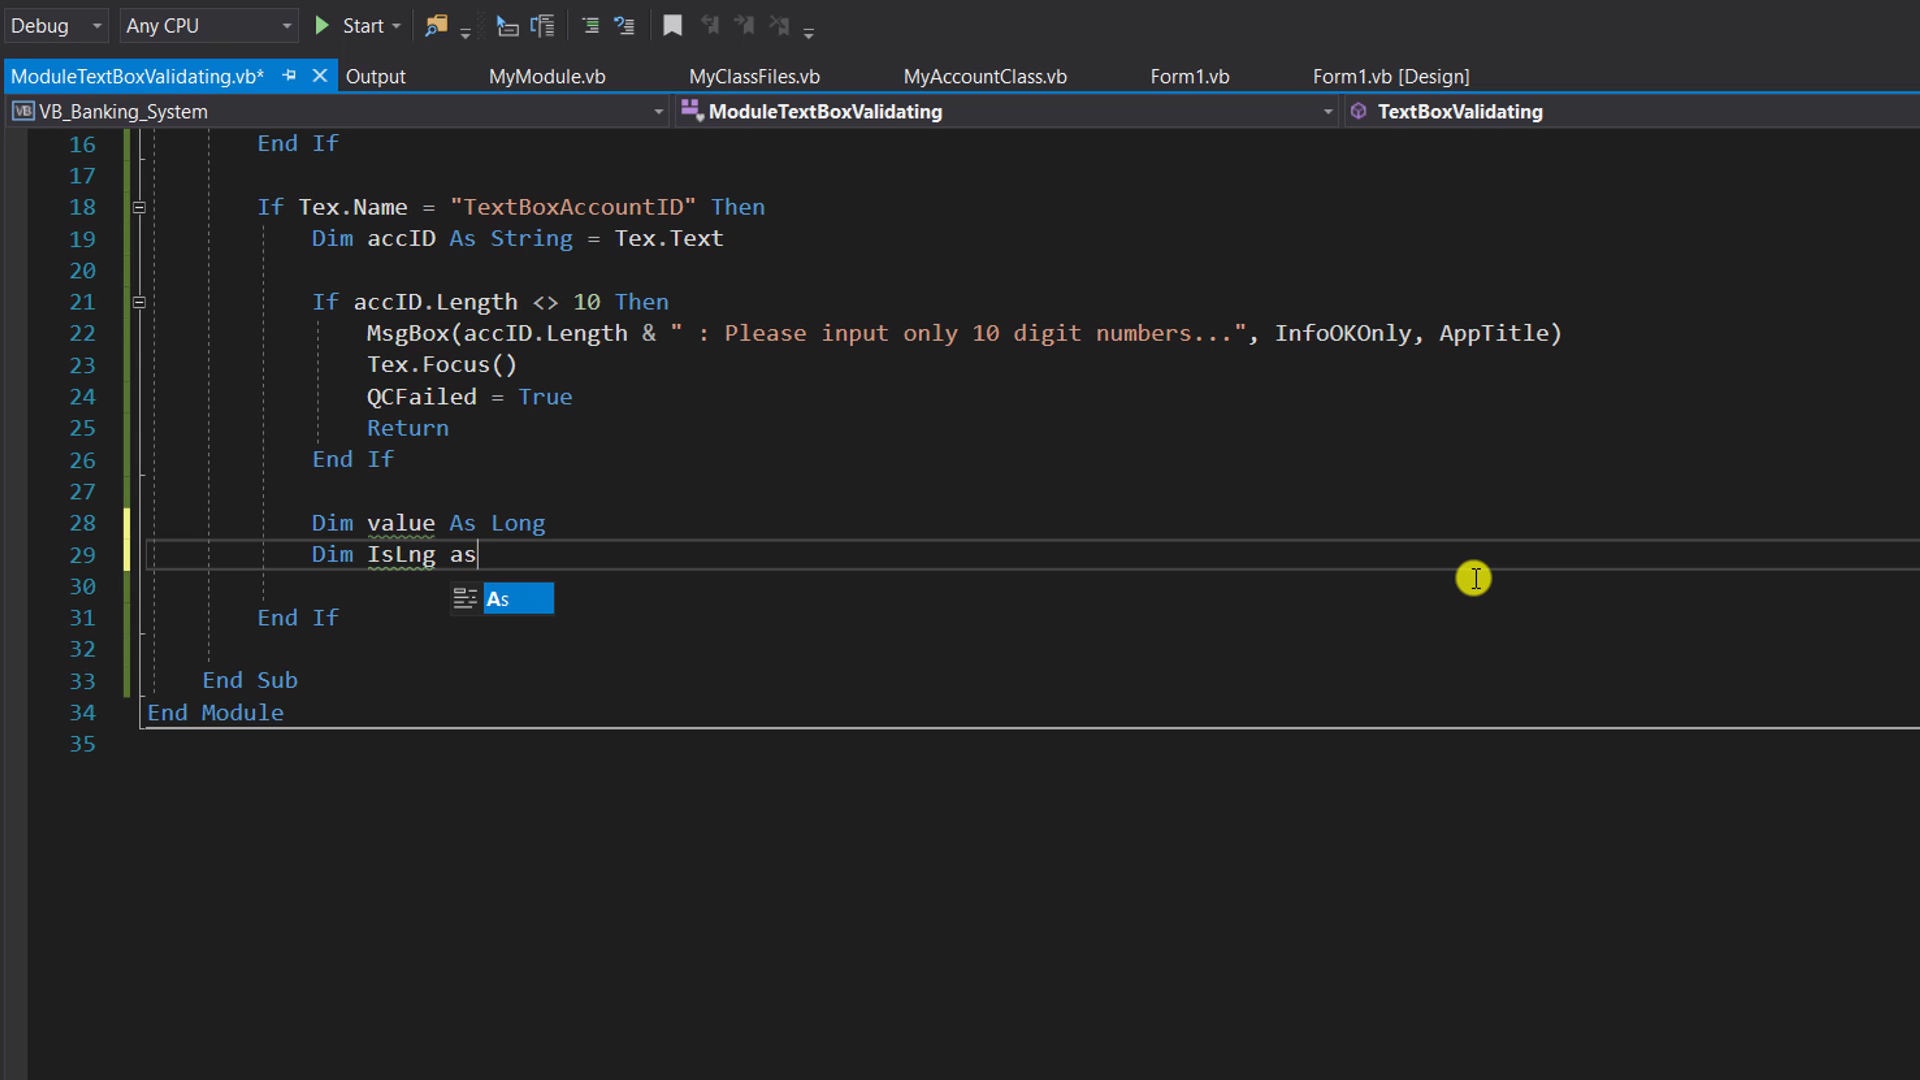 Debug Any CPU Start
ModuleTextBoxValidating.vb* Output MyModule.vb MyClassFiles.vb MyAccountClass.vb Form1.vb Form1.vb [Design]
VB VB_Banking_System ModuleTextBoxValidating TextBoxValidating
16 End If
17
18 If Tex.Name = "TextBoxAccountID" Then
19 Dim accID As String = Tex.Text
20
21 If accID.Length <> 10 Then
22 MsgBox(accID.Length & " : Please input only 10 digit numbers...", InfoOKOnly, AppTitle)
23 Tex.Focus()
24 QCFailed = True
25 Return
26 End If
27
28 Dim value As Long
29 Dim IsLng as
30 As
31 End If
32
33 End Sub
34 End Module
35